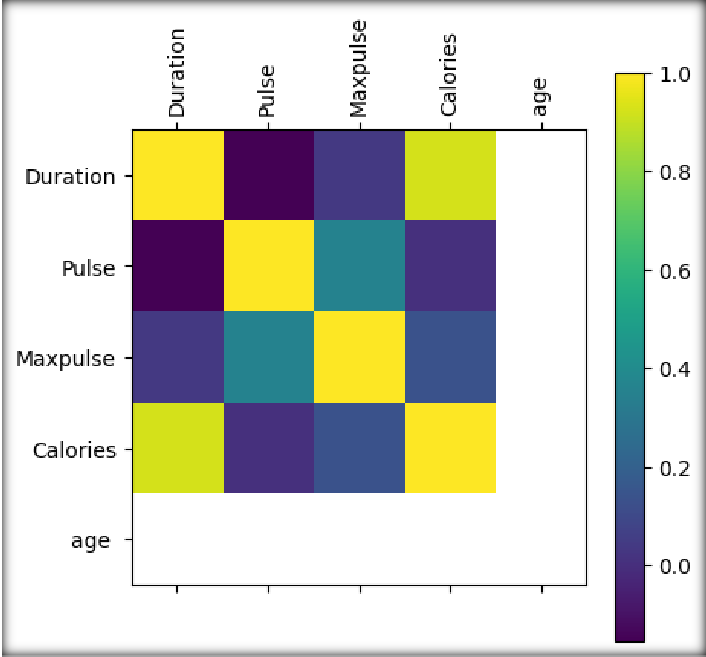 Duration
Pulse
Maxpulse
Calories
age
Duration
Pulse
Maxpulse
Calories
age
1.0
0.8
0.6
0.4
0.2
0.0